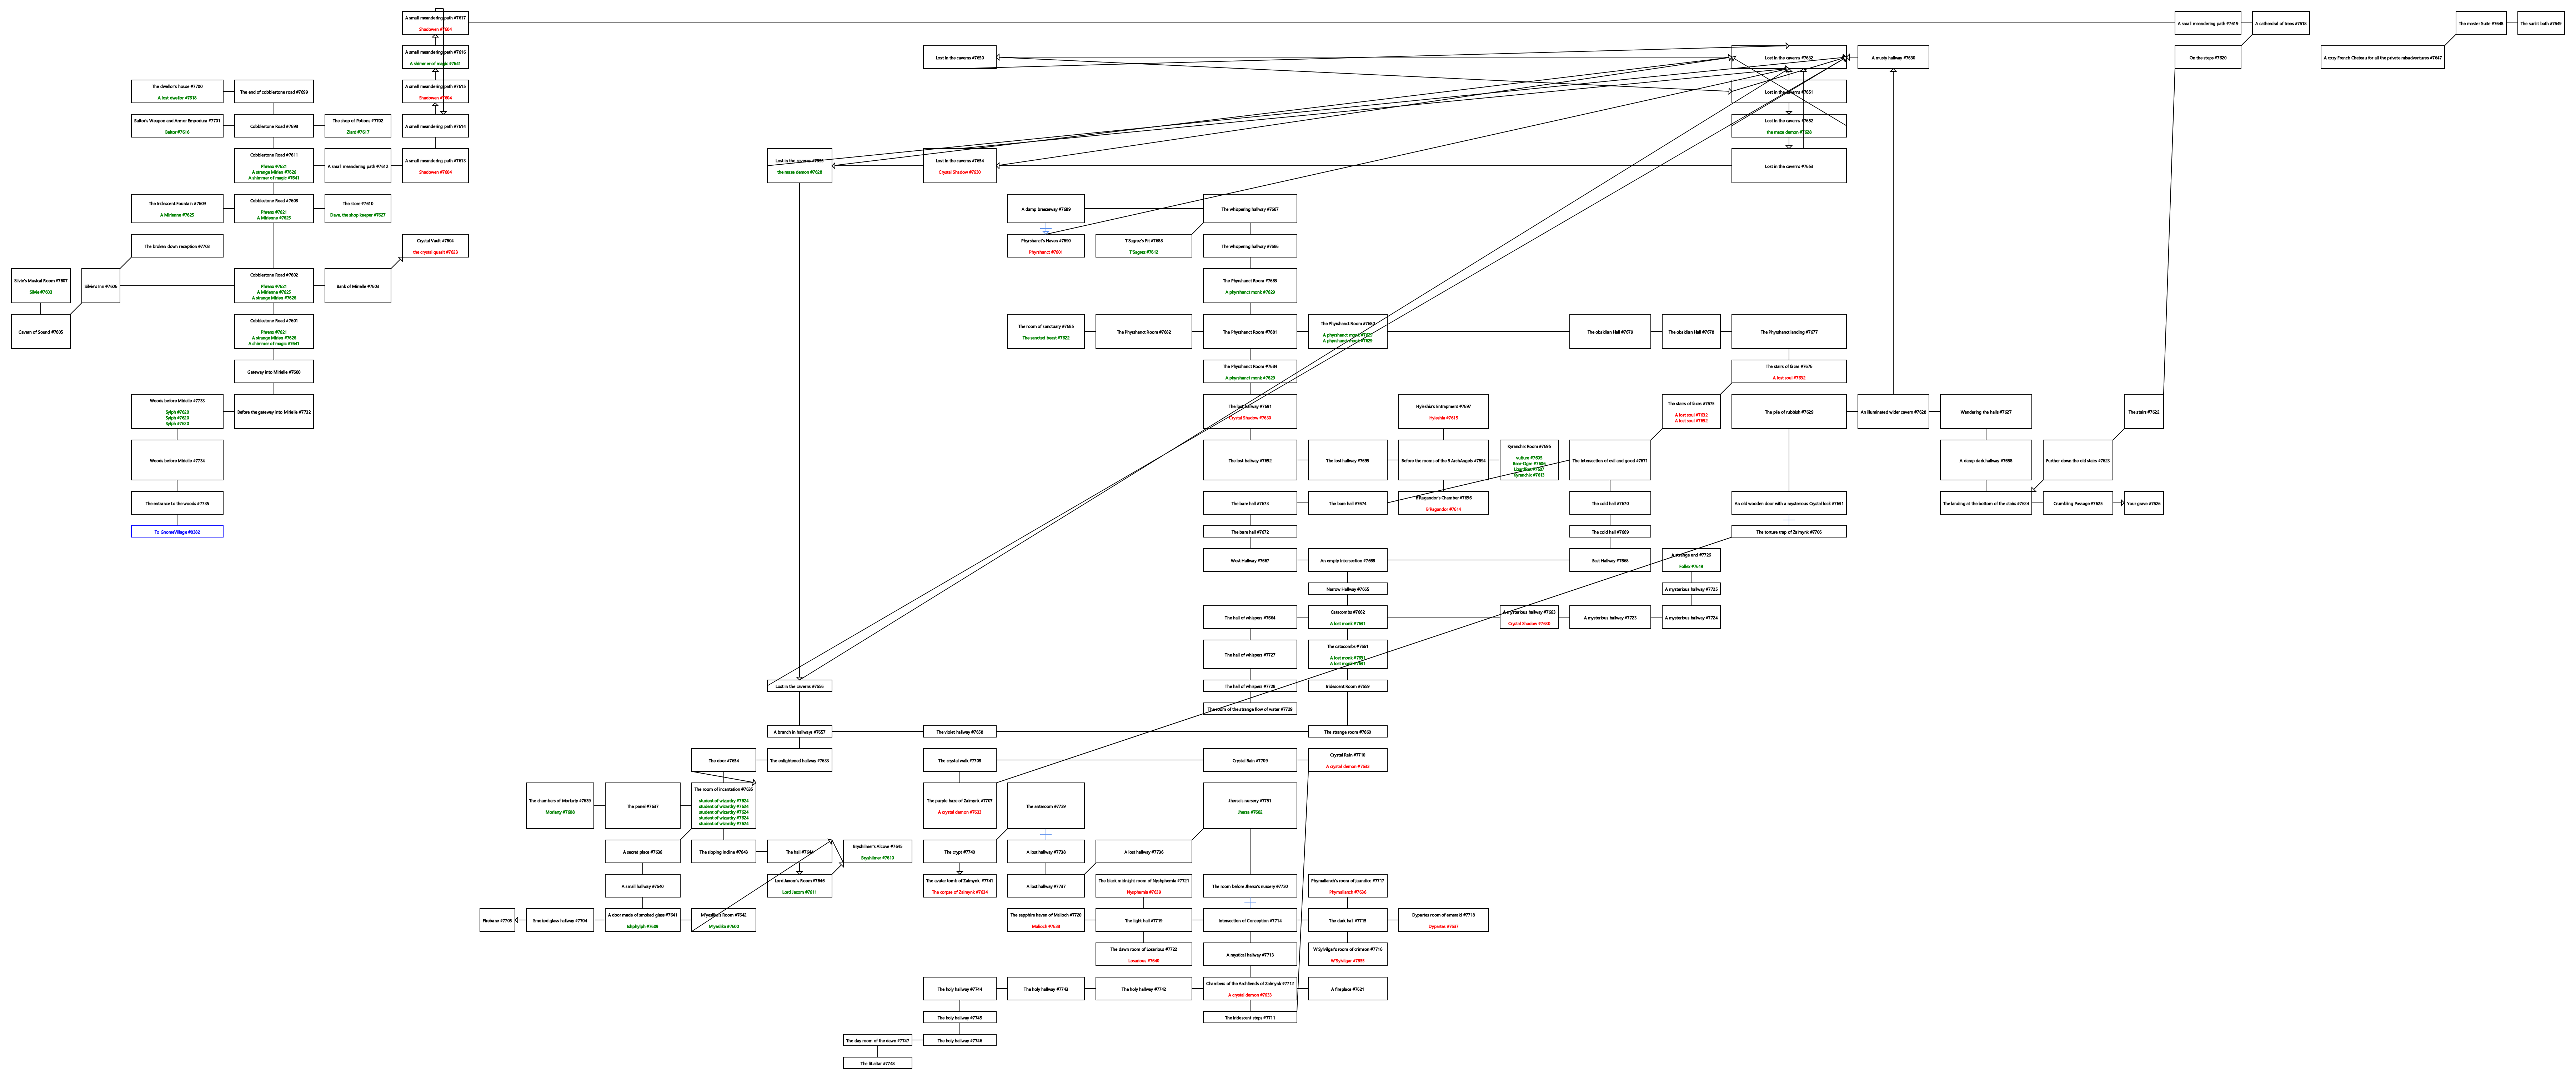 A small meandering path #7617
Shadowen #7604
A small meandering path #7619
A cathedral of trees #7618
The master Suite #7648
The sunlit bath #7649
A small meandering path #7616
A shimmer of magic #7641
Lost in the caverns #7650
Lost in the caverns #7632
A musty hallway #7630
On the steps #7620
A cozy French Chateau for all the private misadventures #7647
The dwellor's house #7700
A lost dwellor #7618
The end of cobblestone road #7699
A small meandering path #7615
Shadowen #7604
Lost in the caverns #7651
Baltor's Weapon and Armor Emporium #7701
Baltor #7616
Cobblestone Road #7698
The shop of Potions #7702
Ziard #7617
A small meandering path #7614
Lost in the caverns #7652
the maze demon #7628
Cobblestone Road #7611
Phranx #7621
A strange Mirien #7626
A shimmer of magic #7641
A small meandering path #7612
A small meandering path #7613
Shadowen #7604
Lost in the caverns #7655
the maze demon #7628
Lost in the caverns #7654
Crystal Shadow #7630
Lost in the caverns #7653
The Iridescent Fountain #7609
A Mirienne #7625
Cobblestone Road #7608
Phranx #7621
A Mirienne #7625
The store #7610
Dave, the shop keeper #7627
A damp breezeway #7689
The whispering hallway #7687
The broken down reception #7703
Crystal Vault #7604
the crystal quest #7623
Phyrshanct's Haven #7690
Phyrshanct #7601
T'Sagrez's Pit #7688
T'Sagrez #7612
The whispering hallway #7686
Silvie's Musical Room #7607
Silvie #7603
Silvie's Inn #7606
Cobblestone Road #7602
Phranx #7621
A Mirienne #7625
A strange Mirien #7626
Bank of Mirielle #7603
The Phyrshanct Room #7683
A phyrshanct monk #7629
Cavern of Sound #7605
Cobblestone Road #7601
Phranx #7621
A strange Mirien #7626
A shimmer of magic #7641
The room of sanctuary #7685
The sancted beast #7622
The Phyrshanct Room #7682
The Phyrshanct Room #7681
The Phyrshanct Room #7680
A phyrshanct monk #7629
A phyrshanct monk #7629
The obsidian Hall #7679
The obsidian Hall #7678
The Phyrshanct landing #7677
Gateway into Mirielle #7600
The Phyrshanct Room #7684
A phyrshanct monk #7629
The stairs of faces #7676
A lost soul #7632
Woods before Mirielle #7733
Sylph #7620
Sylph #7620
Sylph #7620
Before the gateway into Mirielle #7732
The lost hallway #7691
Crystal Shadow #7630
Hyleshia's Entrapment #7697
Hyleshia #7615
The stairs of faces #7675
A lost soul #7632
A lost soul #7632
The pile of rubbish #7629
An illuminated wider cavern #7628
Wandering the halls #7627
The stairs #7622
Woods before Mirielle #7734
The lost hallway #7692
The lost hallway #7693
Before the rooms of the 3 ArchAngels #7694
Kyranchix Room #7695
vulture #7605
Bear-Ogre #7606
Kyranchix #7613
The intersection of evil and good #7671
A damp dark hallway #7638
Further down the old stairs #7623
The entrance to the woods #7735
The bare hall #7673
The bare hall #7674
B'Ragandor's Chamber #7696
B'Ragandor #7614
The cold hall #7670
An old wooden door with a mysterious Crystal lock #7631
The landing at the bottom of the stairs #7624
Crumbling Passage #7625
Your grave #7626
To GnomeVillage #8382
The bare hall #7672
The cold hall #7669
The torture trap of Zalmynk #7706
West Hallway #7667
An empty intersection #7666
East Hallway #7668
A strange end #7726
Follex #7619
Narrow Hallway #7665
A mysterious hallway #7725
The hall of whispers #7664
Catacombs #7662
A lost monk #7631
A mysterious hallway #7663
Crystal Shadow #7630
A mysterious hallway #7723
A mysterious hallway #7724
The hall of whispers #7727
The catacombs #7661
A lost monk #7631
A lost monk #7631
Lost in the caverns #7656
The hall of whispers #7728
Iridescent Room #7659
The room of the strange flow of water #7729
A branch in hallways #7657
The violet hallway #7658
The strange room #7660
The door #7634
The enlightened hallway #7633
The crystal walk #7708
Crystal Rain #7709
Crystal Rain #7710
A crystal demon #7633
The chambers of Moriarty #7639
Moriarty #7608
The panel #7637
The room of incantation #7635
student of wizardry #7624
student of wizardry #7624
student of wizardry #7624
student of wizardry #7624
student of wizardry #7624
The purple haze of Zalmynk #7707
A crystal demon #7633
The anteroom #7739
Jhersa's nursery #7731
Jhersa #7602
A secret place #7636
The sloping incline #7643
The hall #7644
Bryshilmer's Alcove #7645
Bryshilmer #7610
The crypt #7740
A lost hallway #7738
A lost hallway #7736
A small hallway #7640
Lord Jaxom's Room #7646
Lord Jaxom #7611
The avatar tomb of Zalmynk. #7741
The corpse of Zalmynk #7634
A lost hallway #7737
The black midnight room of Nyshphemia #7721
Nysphemia #7639
The room before Jhersa's nursery #7730
Phymaliarch's room of jaundice #7717
Phymaliarch #7636
Firebane #7705
Smoked glass hallway #7704
A door made of smoked glass #7641
Ishphylph #7609
M'yeslika's Room #7642
M'yeslika #7600
The sapphire haven of Malloch #7720
Malloch #7638
The light hall #7719
Intersection of Conception #7714
The dark hall #7715
Dypartes room of emerald #7718
Dypartes #7637
The dawn room of Losarious #7722
Losarious #7640
A mystical hallway #7713
W'Sylvilgar's room of crimson #7716
W'Sylvilgar #7635
The holy hallway #7744
The holy hallway #7743
The holy hallway #7742
Chambers of the Archfiends of Zalmynk #7712
A crystal demon #7633
A fireplace #7621
The holy hallway #7745
The iridescent steps #7711
The day room of the dawn #7747
The holy hallway #7746
The lit altar #7748